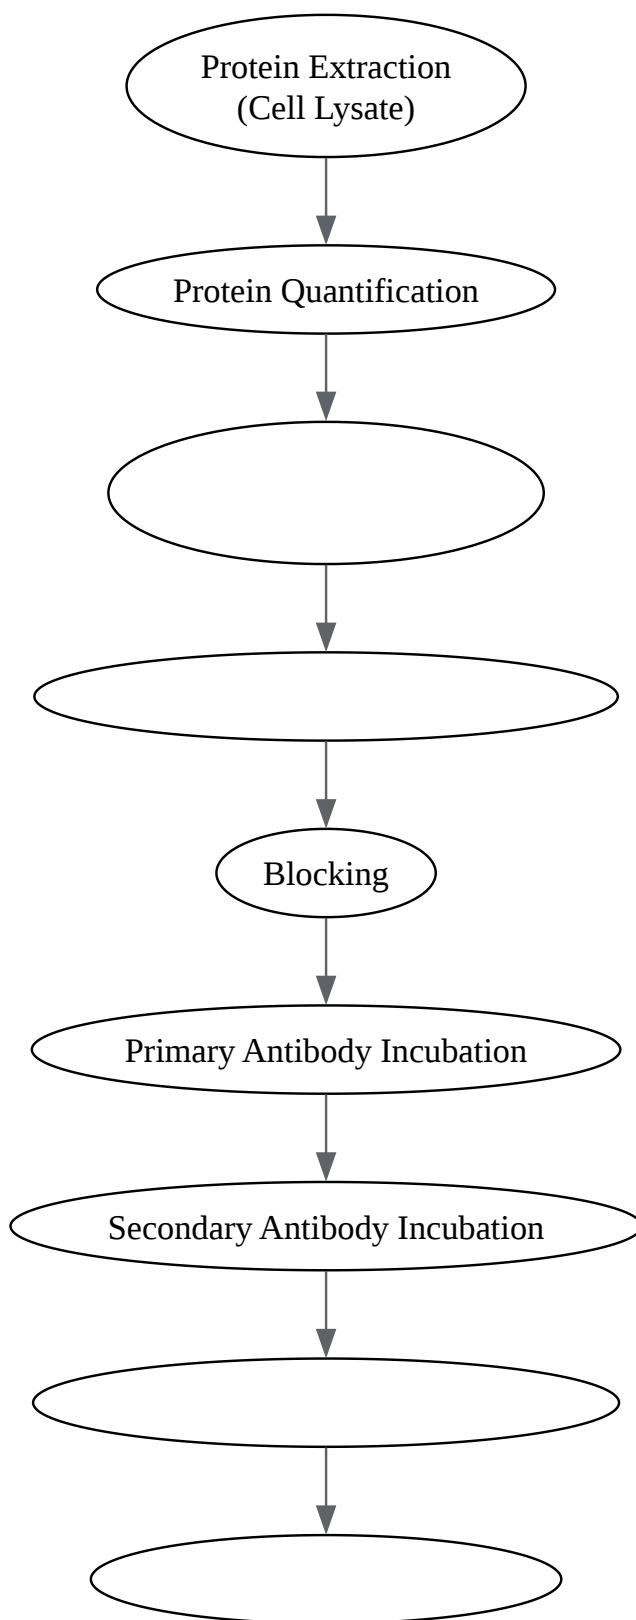 Protein Extraction
(Cell Lysate)
Protein Quantification
Blocking
Primary Antibody Incubation
Secondary Antibody Incubation